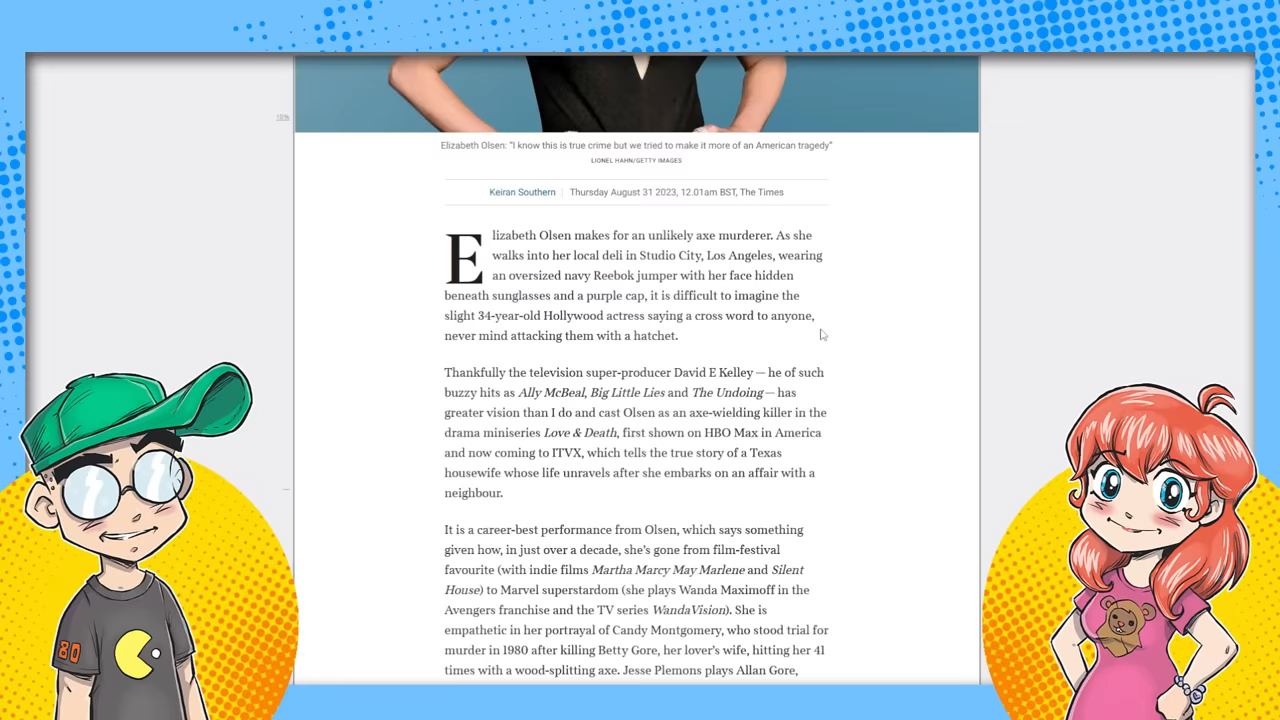 10%
Elizabeth Olsen: "I know this is true crime but we tried to make it more of an American tragedy"
LIONEL HAHN/GETTY IMAGES
Keiran Southern | Thursday August 31 2023, 12.01am BST, The Times
Elizabeth Olsen makes for an unlikely axe murderer. As she
walks into her local deli in Studio City, Los Angeles, wearing
an oversized navy Reebok jumper with her face hidden
beneath sunglasses and a purple cap, it is difficult to imagine the
slight 34-year-old Hollywood actress saying a cross word to anyone,
never mind attacking them with a hatchet.
Thankfully the television super-producer David E Kelley — he of such
buzzy hits as Ally McBeal, Big Little Lies and The Undoing — has
greater vision than I do and cast Olsen as an axe-wielding killer in the
drama miniseries Love & Death, first shown on HBO Max in America
and now coming to ITVX, which tells the true story of a Texas
housewife whose life unravels after she embarks on an affair with a
neighbour.
It is a career-best performance from Olsen, which says something
given how, in just over a decade, she's gone from film-festival
favourite (with indie films Martha Marcy May Marlene and Silent
House) to Marvel superstardom (she plays Wanda Maximoff in the
Avengers franchise and the TV series WandaVision). She is
empathetic in her portrayal of Candy Montgomery, who stood trial for
murder in 1980 after killing Betty Gore, her lover's wife, hitting her 41
times with a wood-splitting axe. Jesse Plemons plays Allan Gore,
80